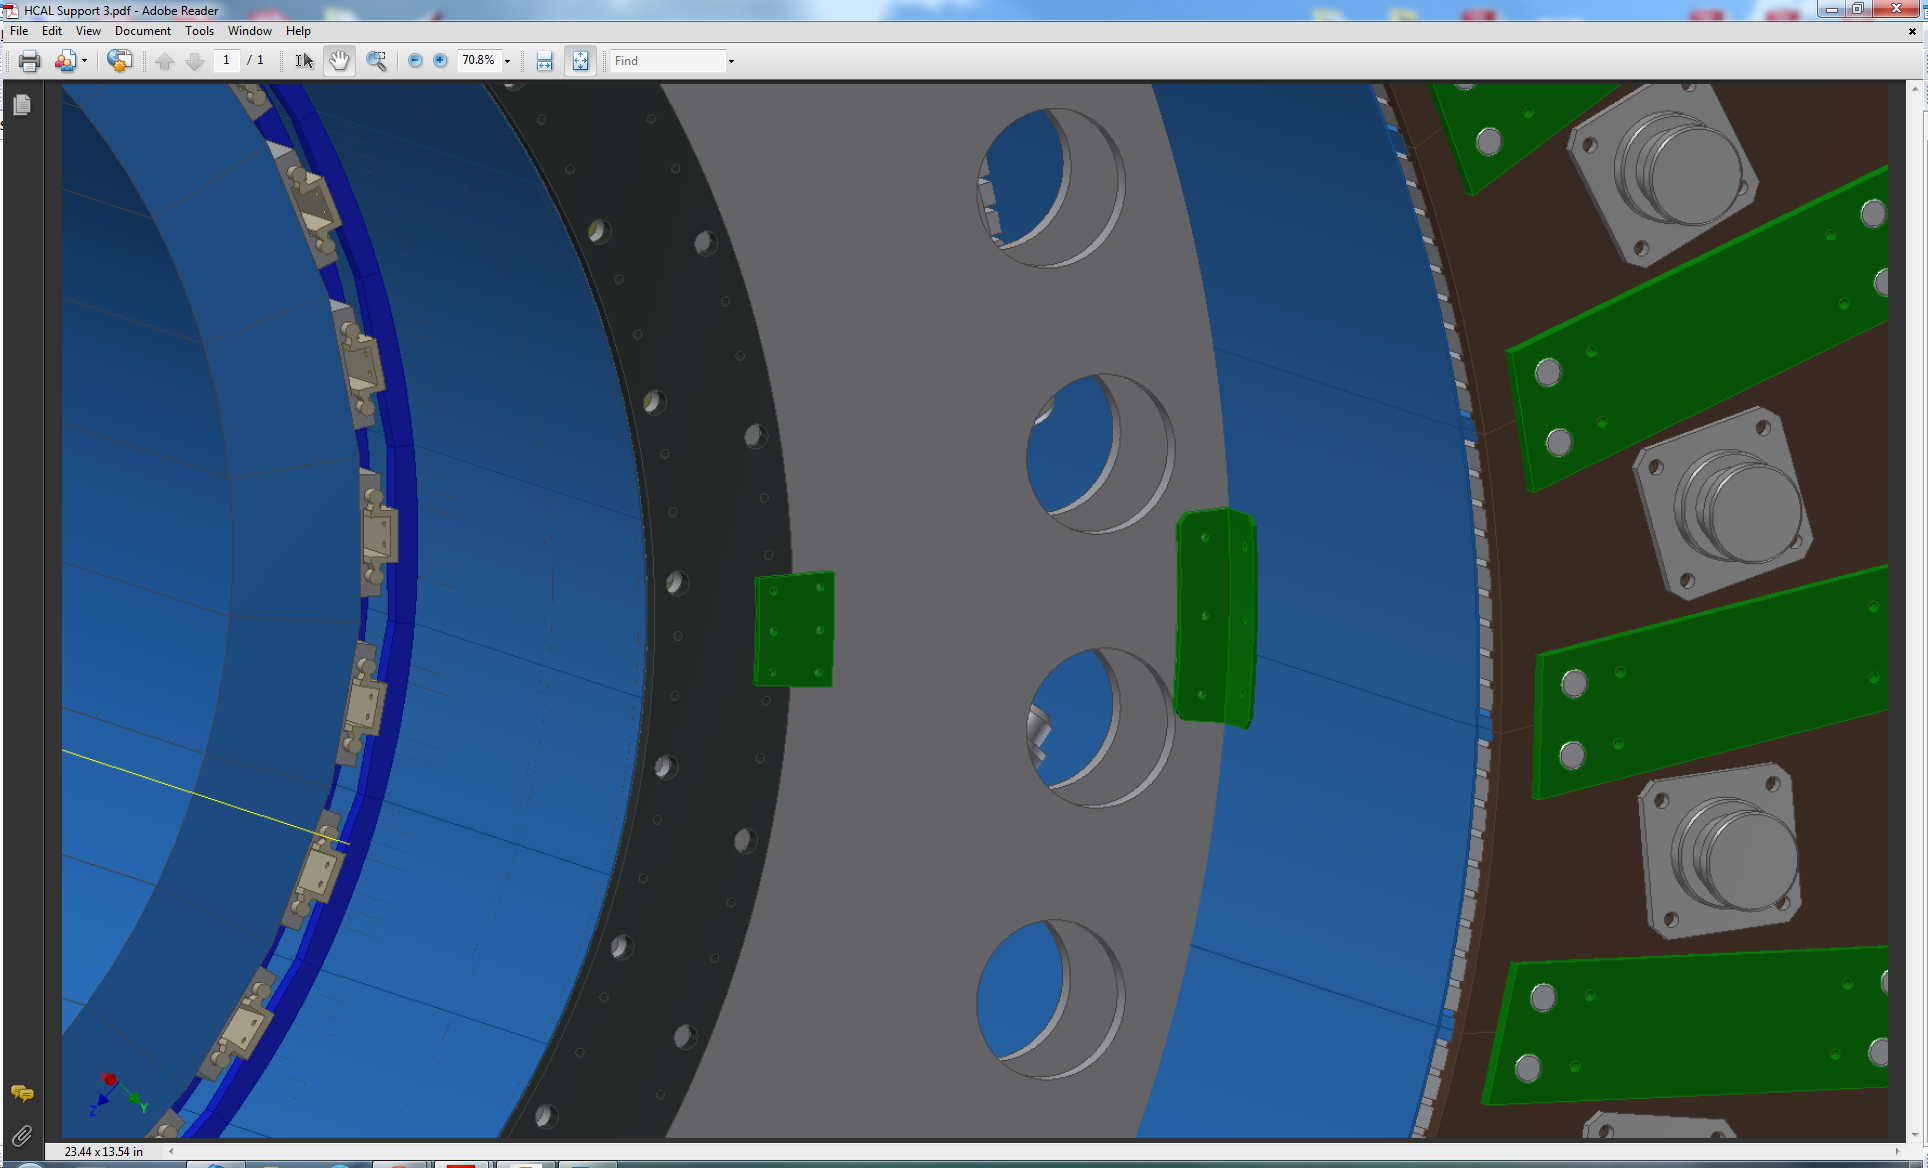 HCAL Support 3.pdf - Adobe Reader
File Edit View Document Tools Window Help
1 / 1 70.8% Find
Z Y
23.44 x 13.54 in